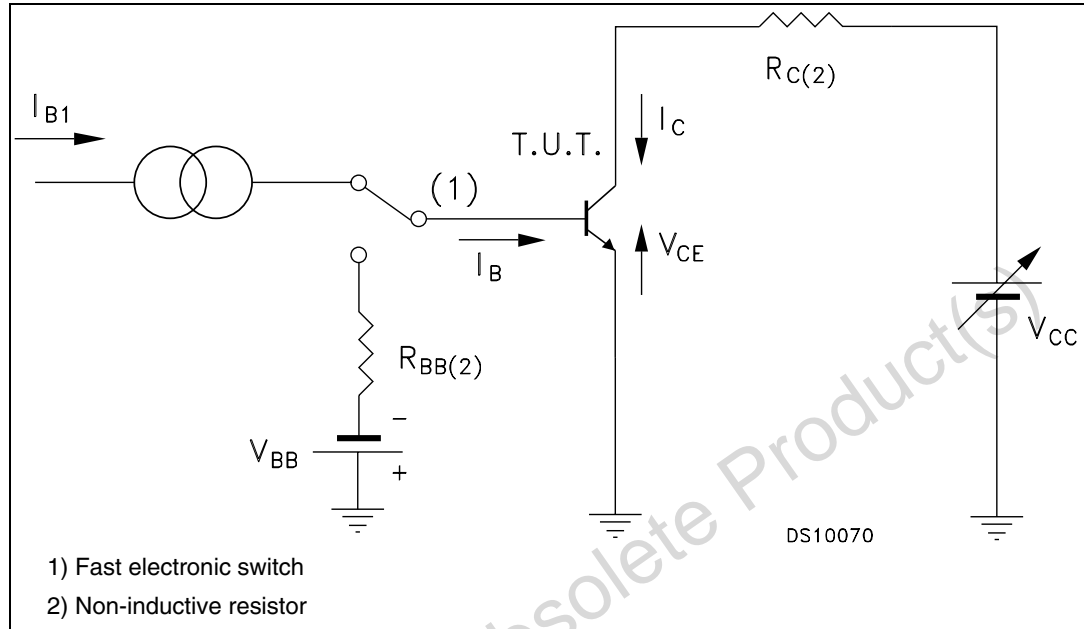 I_B1
R_C(2)
I_C
T.U.T.
(1)
V_CE
I_B
V_CC
R_BB(2)
-
V_BB
+
DS10070
1) Fast electronic switch
2) Non-inductive resistor
bsolete Product(s)